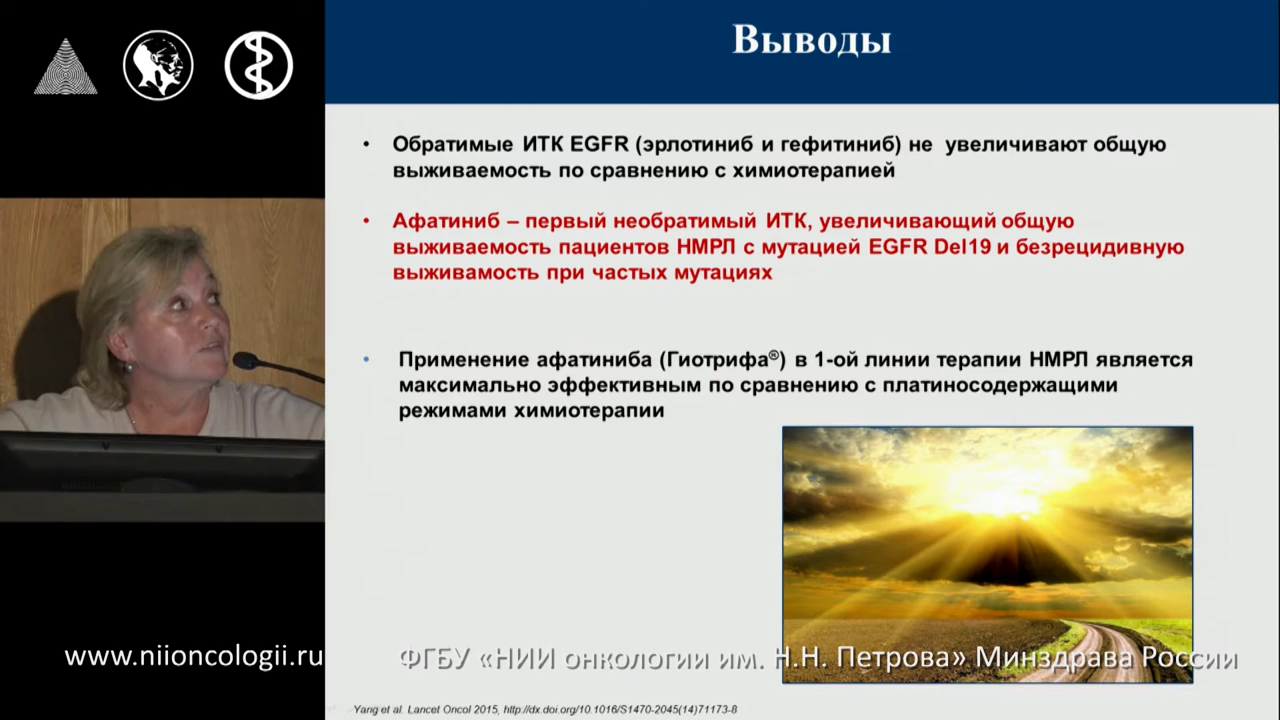 Выводы
• Обратимые ИТК EGFR (эрлотиниб и гефитиниб) не увеличивают общую
выживаемость по сравнению с химиотерапией
• Афатиниб – первый необратимый ИТК, увеличивающий общую
выживаемость пациентов НМРЛ с мутацией EGFR Del19 и безрецидивную
выживамость при частых мутациях
• Применение афатиниба (Гиотрифа®) в 1-ой линии терапии НМРЛ является
максимально эффективным по сравнению с платиносодержащими
режимами химиотерапии
www.niioncologii.ru
ФГБУ «НИИ онкологии им. Н.Н. Петрова» Минздрава России
Yang et al. Lancet Oncol 2015, http://dx.doi.org/10.1016/S1470-2045(14)71173-8